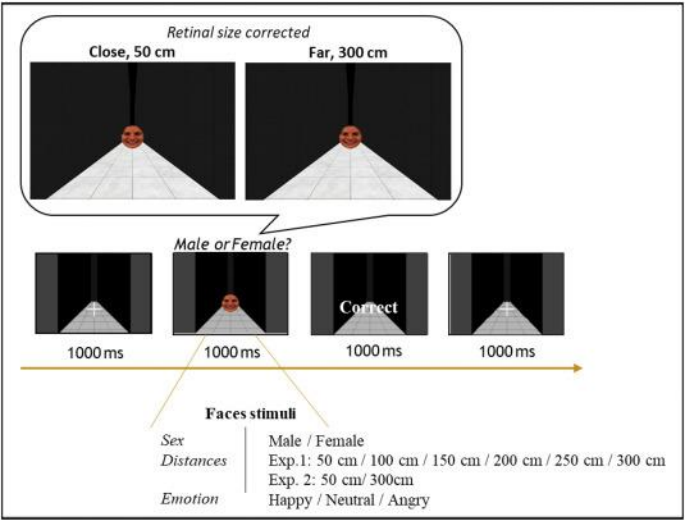 Retinal size corrected
Close, 50 cm
Far, 300 cm
Male or Female?
Correct
1000 ms
1000 ms
1000 ms
1000 ms
Faces stimuli
Sex
Male / Female
Distances
Exp.1: 50 cm / 100 cm / 150 cm / 200 cm / 250 cm / 300 cm
Exp. 2: 50 cm/ 300cm
Emotion
Happy / Neutral / Angry